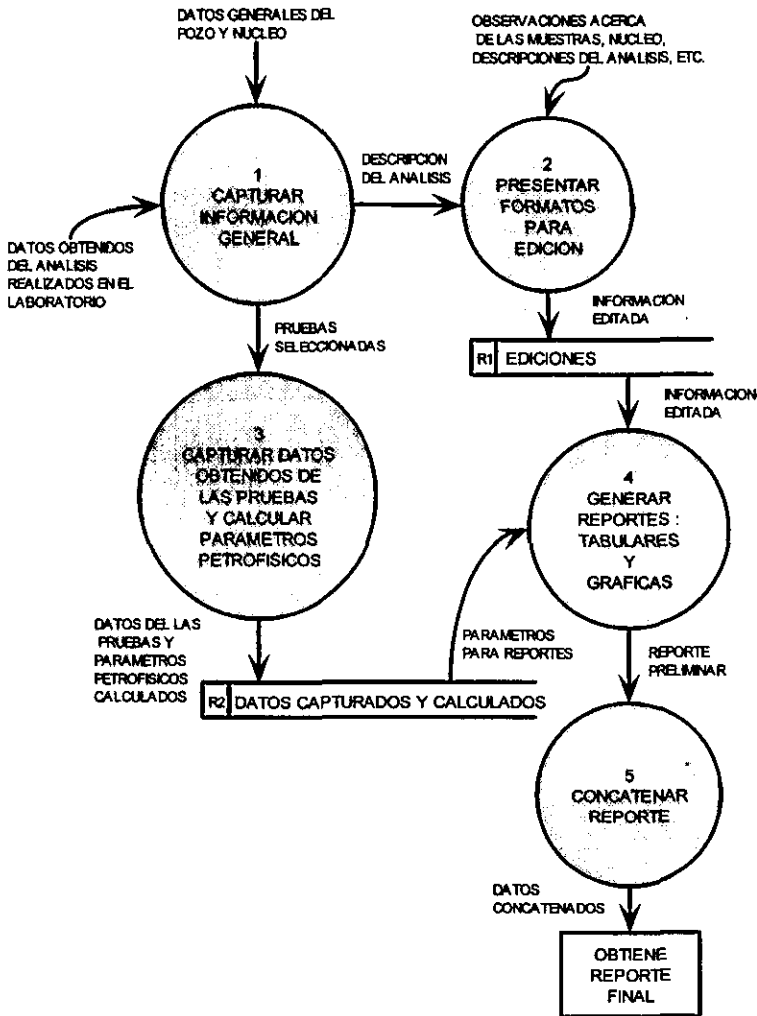 DATOS GENERALES DEL
POZO Y NUCLEO
OBSERVACIONES ACERCA
DE LAS MUESTRAS, NUCLEO,
DESCRIPCIONES DEL ANALISIS, ETC.
1
CAPTURAR
INFORMACION
GENERAL
DESCRIPCION
DEL ANALISIS
2
PRESENTAR
FORMATOS
PARA
EDICION
DATOS OBTENIDOS
DEL ANALISIS
REALIZADOS EN EL
LABORATORIO
PRUEBAS
SELECCIONADAS
INFORMACION
EDITADA
R1 EDICIONES
INFORMACION
EDITADA
3
CAPTURAR DATOS
OBTENIDOS DE
LAS PRUEBAS
Y CALCULAR
PARAMETROS
PETROFISICOS
4
GENERAR
REPORTES :
TABULARES
Y
GRAFICAS
DATOS DEL LAS
PRUEBAS Y
PARAMETROS
PETROFISICOS
CALCULADOS
PARAMETROS
PARA REPORTES
REPORTE
PRELIMINAR
R2 DATOS CAPTURADOS Y CALCULADOS
5
CONCATENAR
REPORTE
DATOS
CONCATENADOS
OBTIENE
REPORTE
FINAL